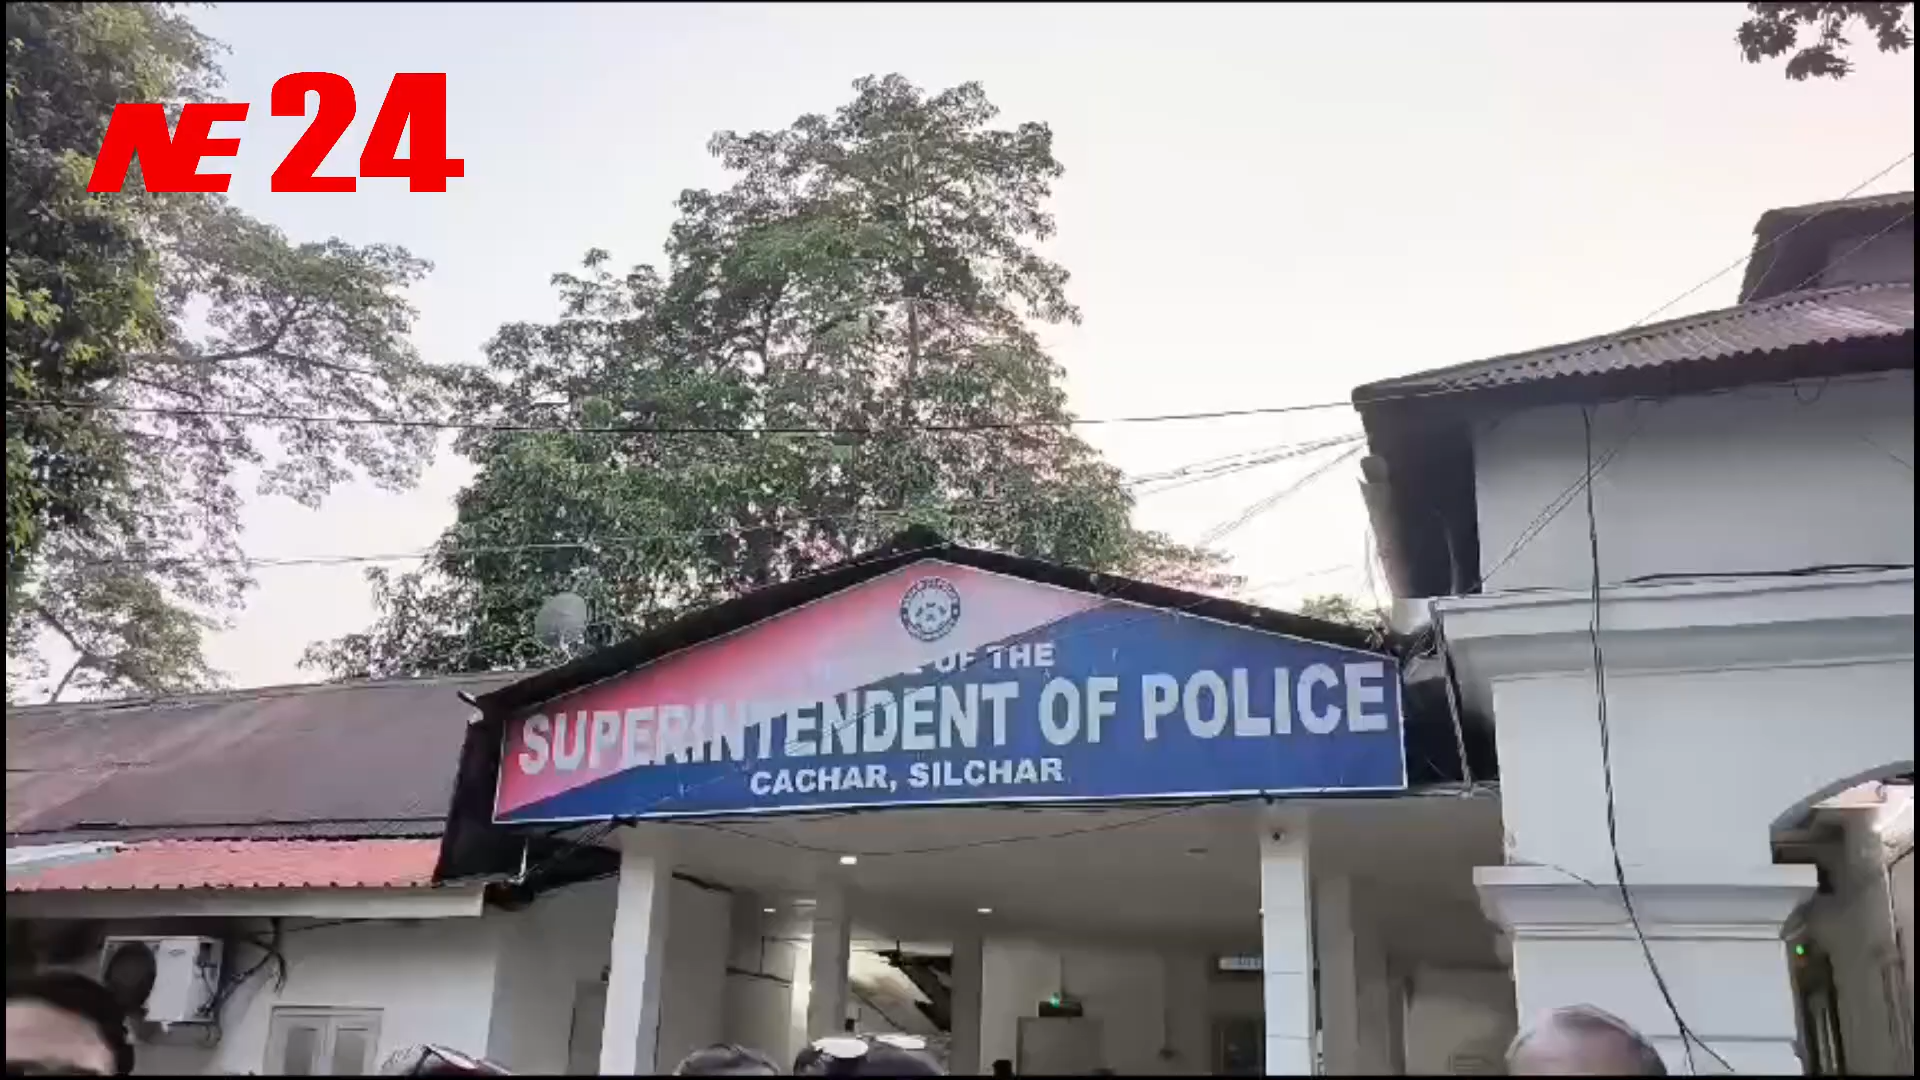 NE 24
OF THE
SUPERINTENDENT OF POLICE
CACHAR, SILCHAR